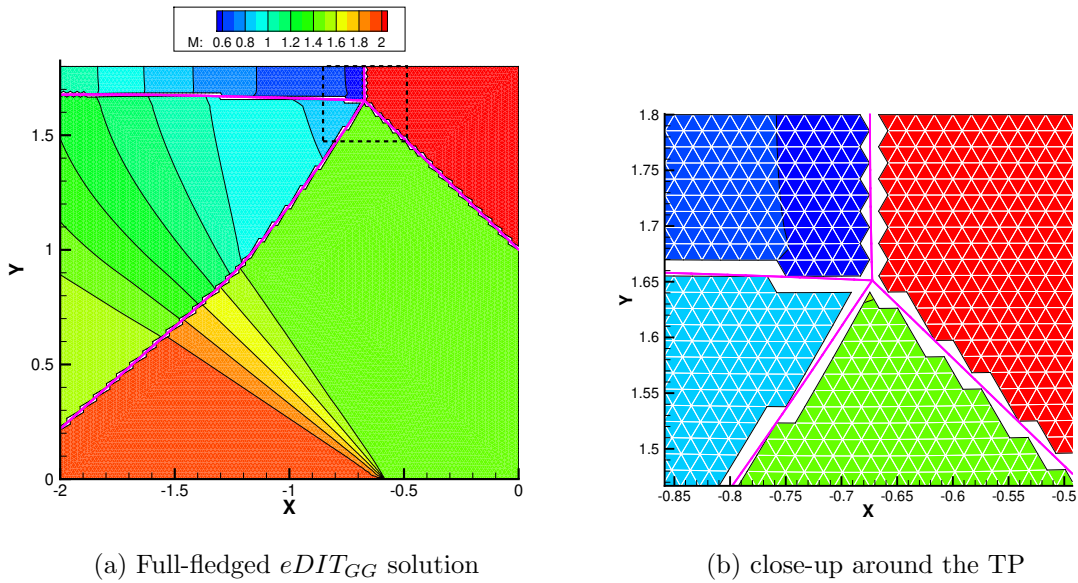 M: 0.6 0.8 1 1.2 1.4 1.6 1.8 2
Y
1.5
1
0.5
0
-2 -1.5 -1 -0.5 0
X
Y
1.8
1.75
1.7
1.65
1.6
1.55
1.5
-0.85 -0.8 -0.75 -0.7 -0.65 -0.6 -0.55 -0.5
X
(a) Full-fledged eDIT_GG solution
(b) close-up around the TP